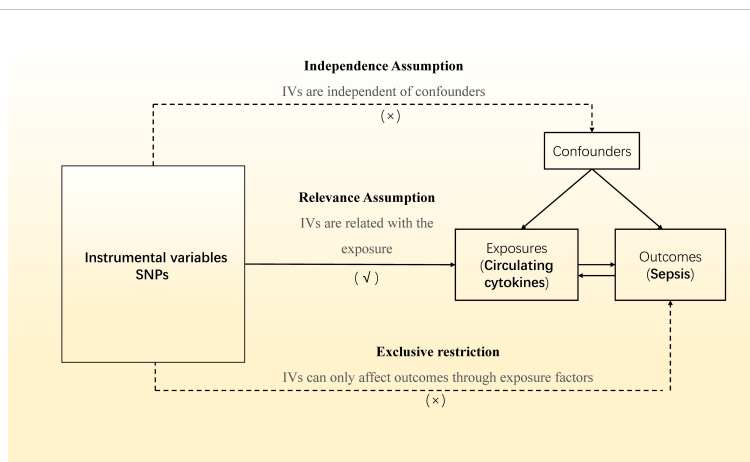 Independence Assumption
IVs are independent of confounders
(×)
Confounders
Relevance Assumption
IVs are related with the
exposure
(√)
Instrumental variables
SNPs
Exposures
(Circulating
cytokines)
Outcomes
(Sepsis)
Exclusive restriction
IVs can only affect outcomes through exposure factors
(×)